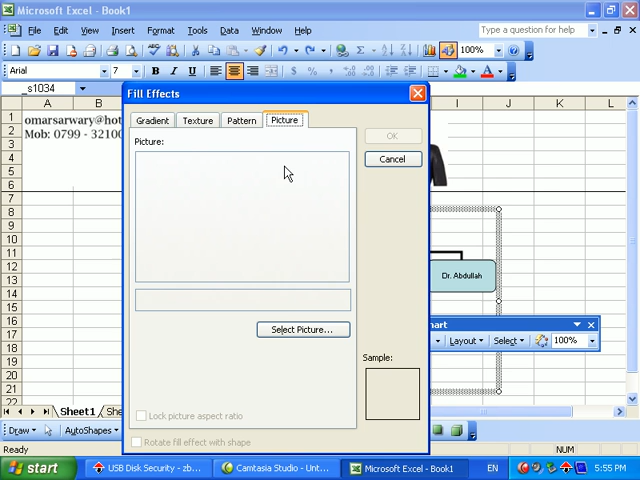 Microsoft Excel - Book1
File Edit View Insert Format Tools Data Window Help
Type a question for help
100%
Arial 7 B I U
_s1034
A B I J K L
1 2 3 4 5 6 7 8 9 10 11 12 13 14 15 16 17 18 19 20 21 22
omarsarwary@hot
Mob: 0799 - 32100
Fill Effects
Gradient Texture Pattern Picture
Picture:
OK
Cancel
Select Picture...
Sample:
Lock picture aspect ratio
Rotate fill effect with shape
Dr. Abdullah
Layout Select 100%
Sheet1
Draw AutoShapes
Ready
NUM
start
USB Disk Security - zb...
Camtasia Studio - Unt...
Microsoft Excel - Book1
EN
5:55 PM